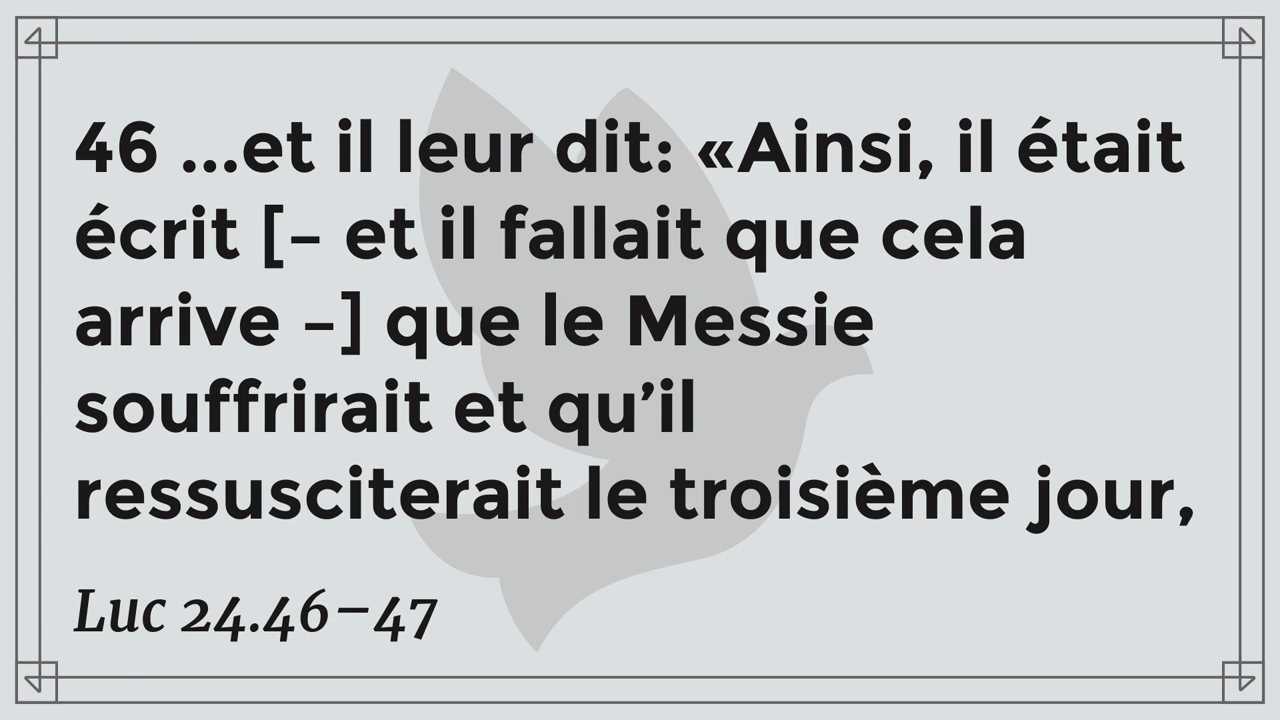 46 ...et il leur dit: «Ainsi, il était
écrit [– et il fallait que cela
arrive –] que le Messie
souffrirait et qu’il
ressusciterait le troisième jour,
Luc 24.46–47